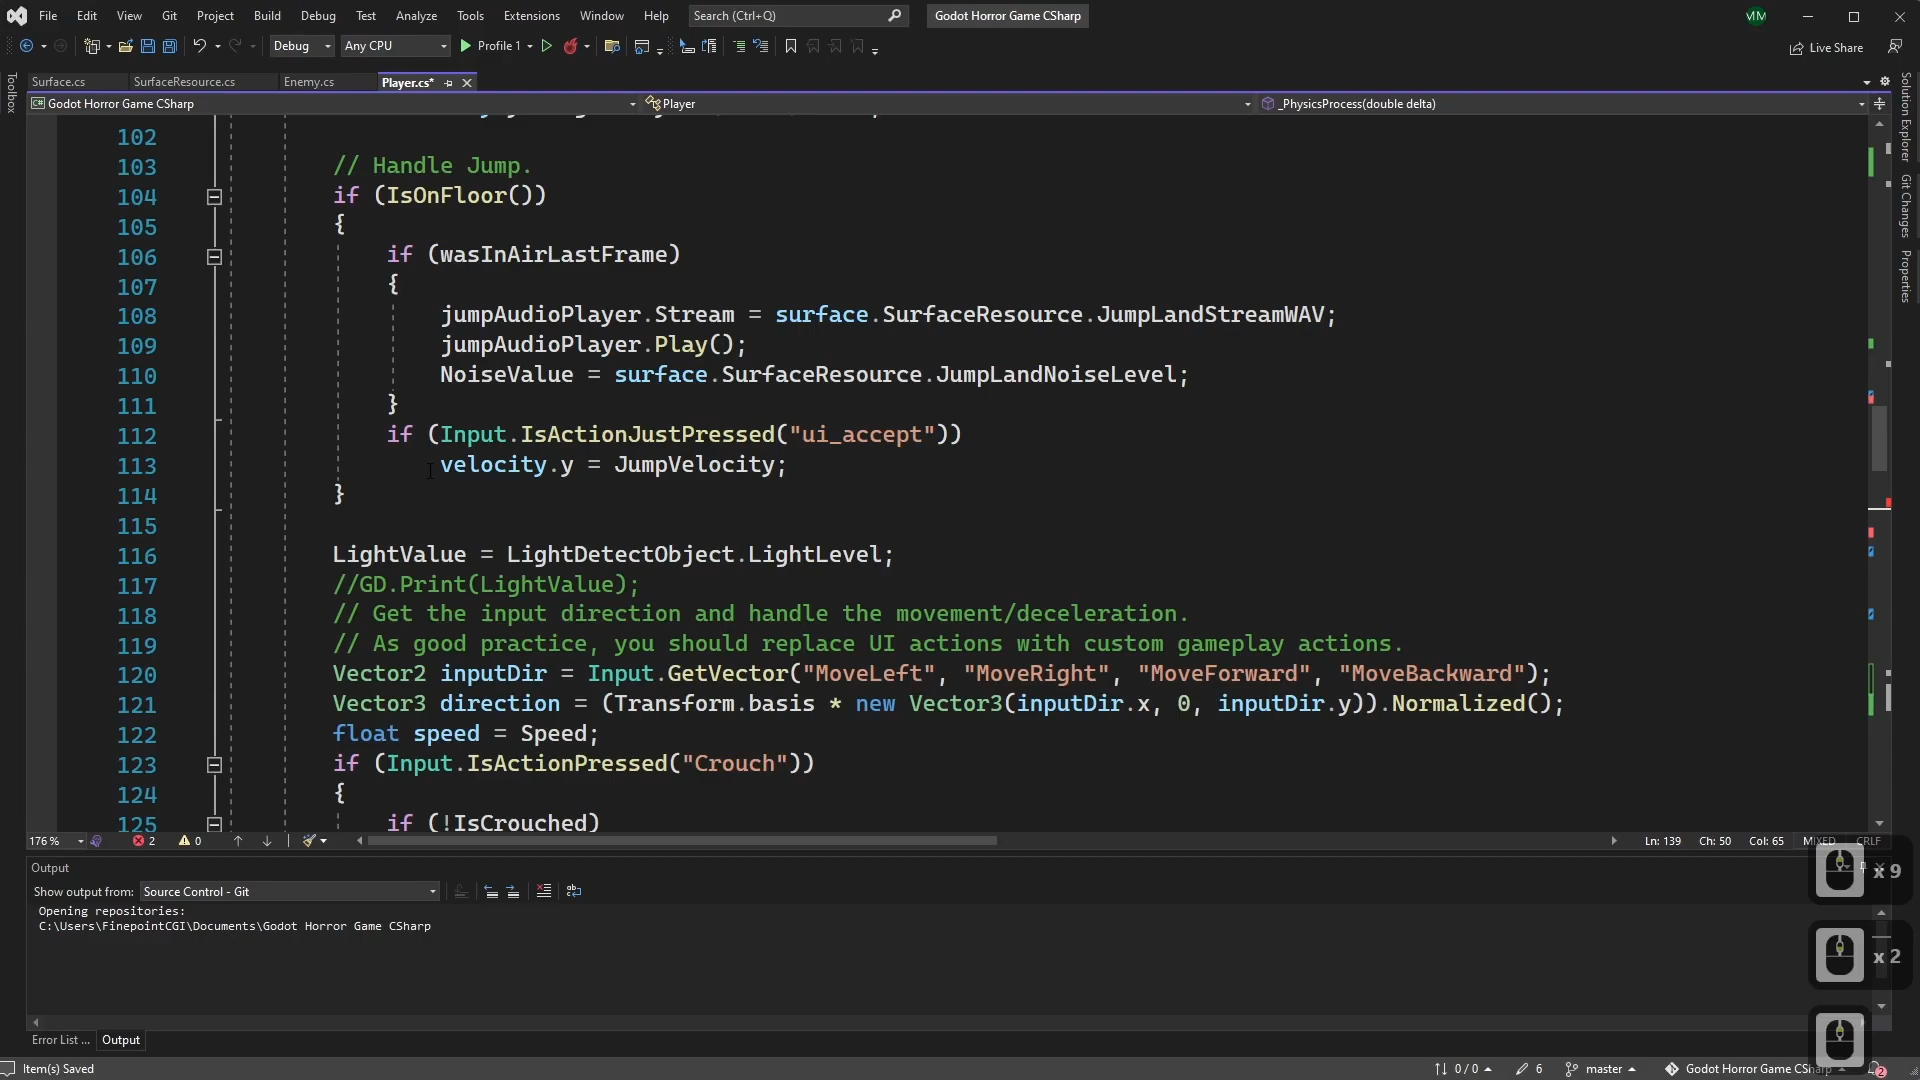 File Edit View Git Project Build Debug Test Analyze Tools Extensions Window Help Search (Ctrl+Q) Godot Horror Game CSharp
Debug Any CPU Profile 1 Live Share
Surface.cs SurfaceResource.cs Enemy.cs Player.cs*
C# Godot Horror Game CSharp Player _PhysicsProcess(double delta)
Toolbox
Solution Explorer
Git Changes
Properties
102
103 // Handle Jump.
104 if (IsOnFloor())
105 {
106 if (wasInAirLastFrame)
107 {
108 jumpAudioPlayer.Stream = surface.SurfaceResource.JumpLandStreamWAV;
109 jumpAudioPlayer.Play();
110 NoiseValue = surface.SurfaceResource.JumpLandNoiseLevel;
111 }
112 if (Input.IsActionJustPressed("ui_accept"))
113 velocity.y = JumpVelocity;
114 }
115
116 LightValue = LightDetectObject.LightLevel;
117 //GD.Print(LightValue);
118 // Get the input direction and handle the movement/deceleration.
119 // As good practice, you should replace UI actions with custom gameplay actions.
120 Vector2 inputDir = Input.GetVector("MoveLeft", "MoveRight", "MoveForward", "MoveBackward");
121 Vector3 direction = (Transform.basis * new Vector3(inputDir.x, 0, inputDir.y)).Normalized();
122 float speed = Speed;
123 if (Input.IsActionPressed("Crouch"))
124 {
125 if (!IsCrouched)
176 % 2 0 Ln: 139 Ch: 50 Col: 65 MIXED CRLF
Output
Show output from: Source Control - Git
Opening repositories:
C:\Users\FinepointCGI\Documents\Godot Horror Game CSharp
x 9
x 2
Error List ... Output
Item(s) Saved 0 / 0 6 master Godot Horror Game CSharp 2